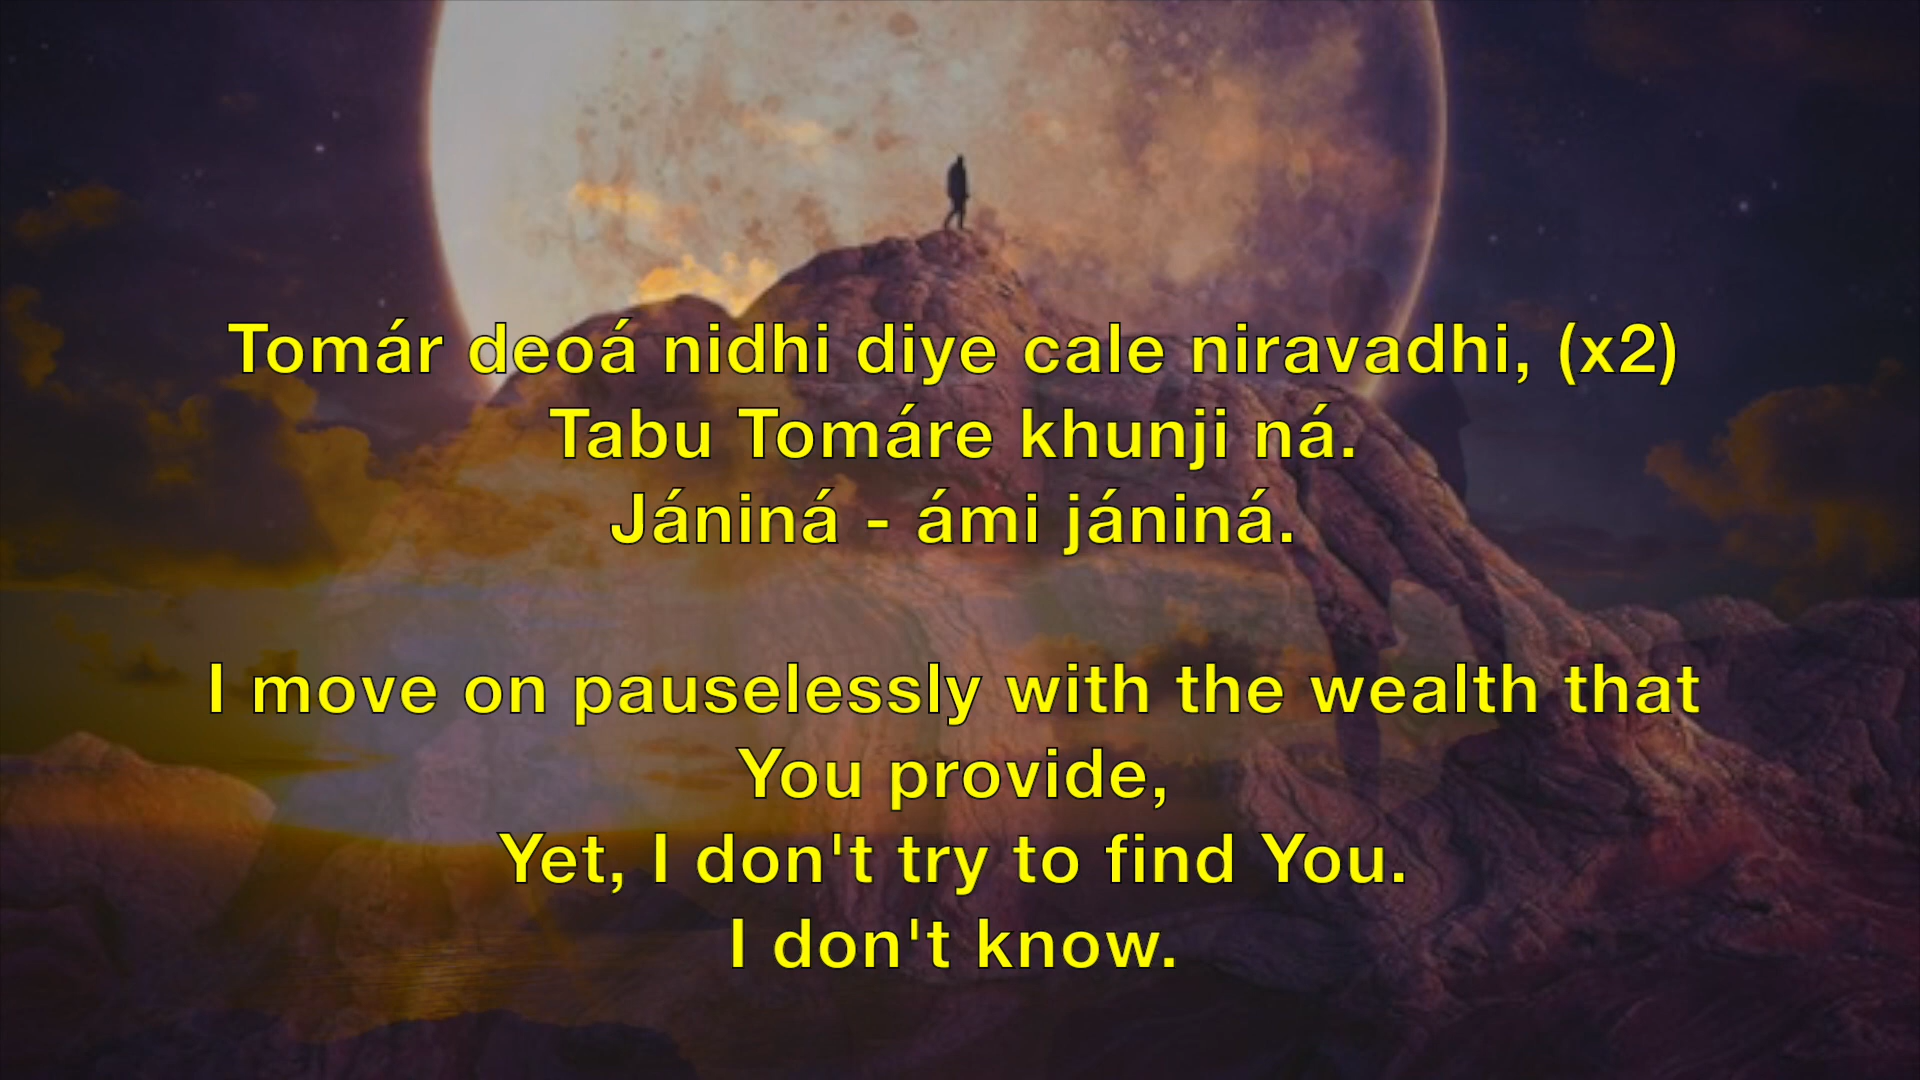 Tomár deoá nidhi diye cale niravadhi, (x2)
Tabu Tomáre khunji ná.
Jániná - ámi jániná.
I move on pauselessly with the wealth that
You provide,
Yet, I don't try to find You.
I don't know.